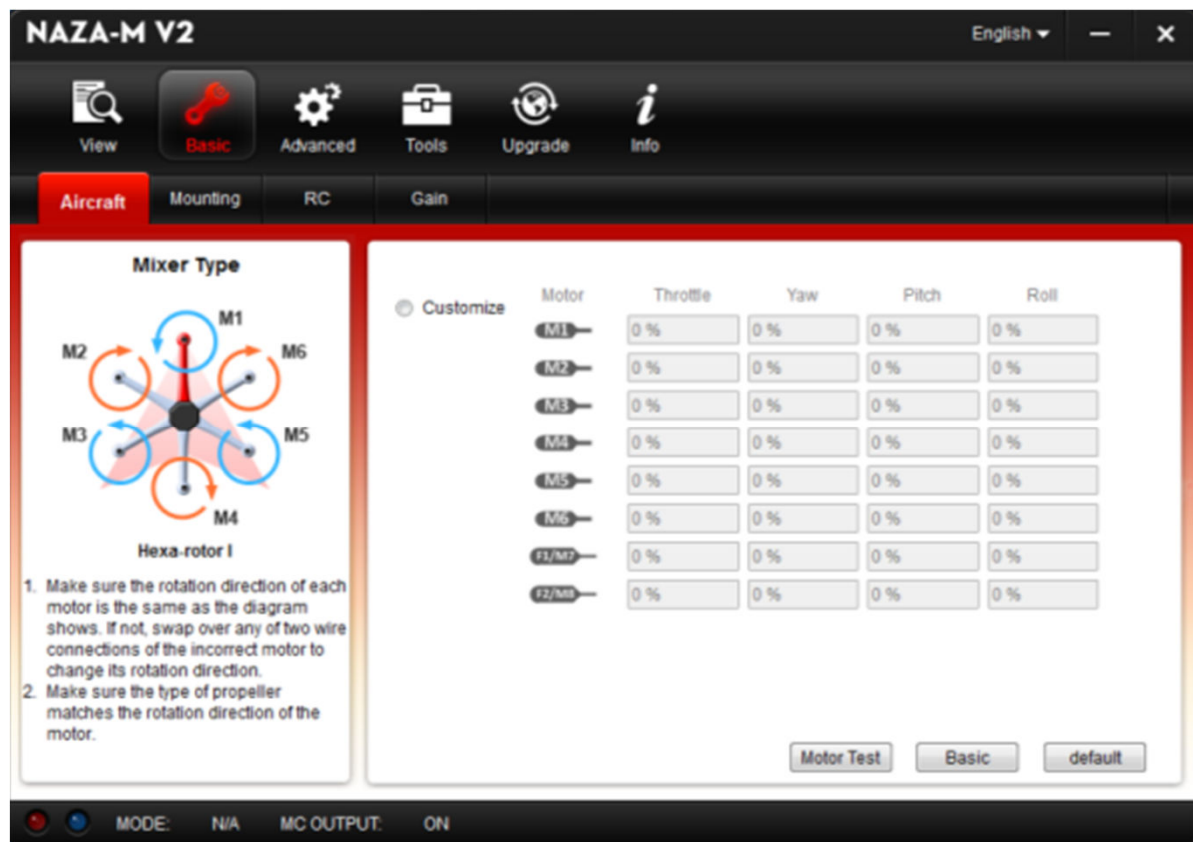 NAZA-M V2
English
View
Basic
Advanced
Tools
Upgrade
Info
Aircraft
Mounting
RC
Gain
Mixer Type
M1
M2
M6
M3
M5
M4
Hexa-rotor I
1. Make sure the rotation direction of each
motor is the same as the diagram
shows. If not, swap over any of two wire
connections of the incorrect motor to
change its rotation direction.
2. Make sure the type of propeller
matches the rotation direction of the
motor.
Customize
Motor Throttle Yaw Pitch Roll
M1 0 % 0 % 0 % 0 %
M2 0 % 0 % 0 % 0 %
M3 0 % 0 % 0 % 0 %
M4 0 % 0 % 0 % 0 %
M5 0 % 0 % 0 % 0 %
M6 0 % 0 % 0 % 0 %
F1/M7 0 % 0 % 0 % 0 %
F2/M8 0 % 0 % 0 % 0 %
Motor Test Basic default
MODE: N/A MC OUTPUT: ON